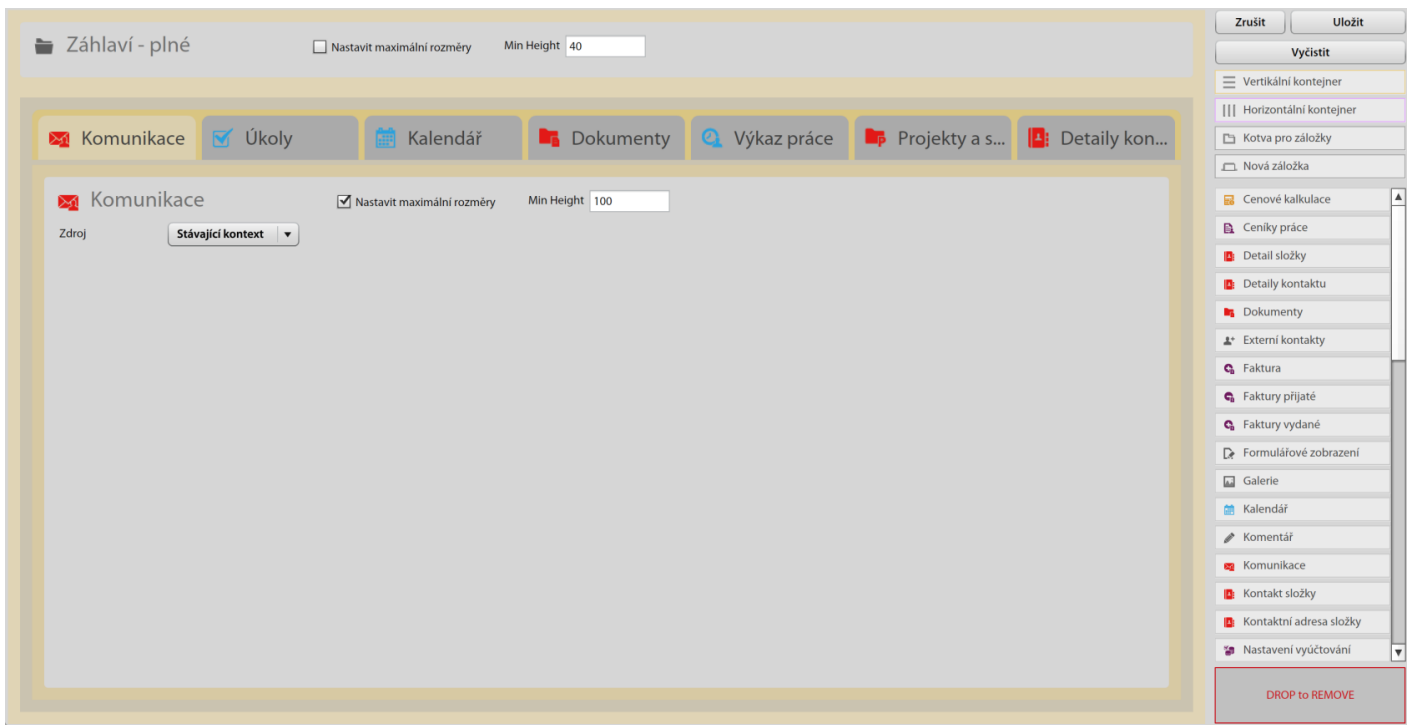 Záhlaví - plné
Nastavit maximální rozměry
Min Height 40
Komunikace
Úkoly
Kalendář
Dokumenty
Výkaz práce
Projekty a s...
Detaily kon...
Komunikace
Nastavit maximální rozměry
Min Height 100
Zdroj
Stávající kontext
Zrušit
Uložit
Vyčistit
Vertikální kontejner
Horizontální kontejner
Kotva pro záložky
Nová záložka
Cenové kalkulace
Ceníky práce
Detail složky
Detaily kontaktu
Dokumenty
Externí kontakty
Faktura
Faktury přijaté
Faktury vydané
Formulářové zobrazení
Galerie
Kalendář
Komentář
Komunikace
Kontakt složky
Kontaktní adresa složky
Nastavení vyúčtování
DROP to REMOVE